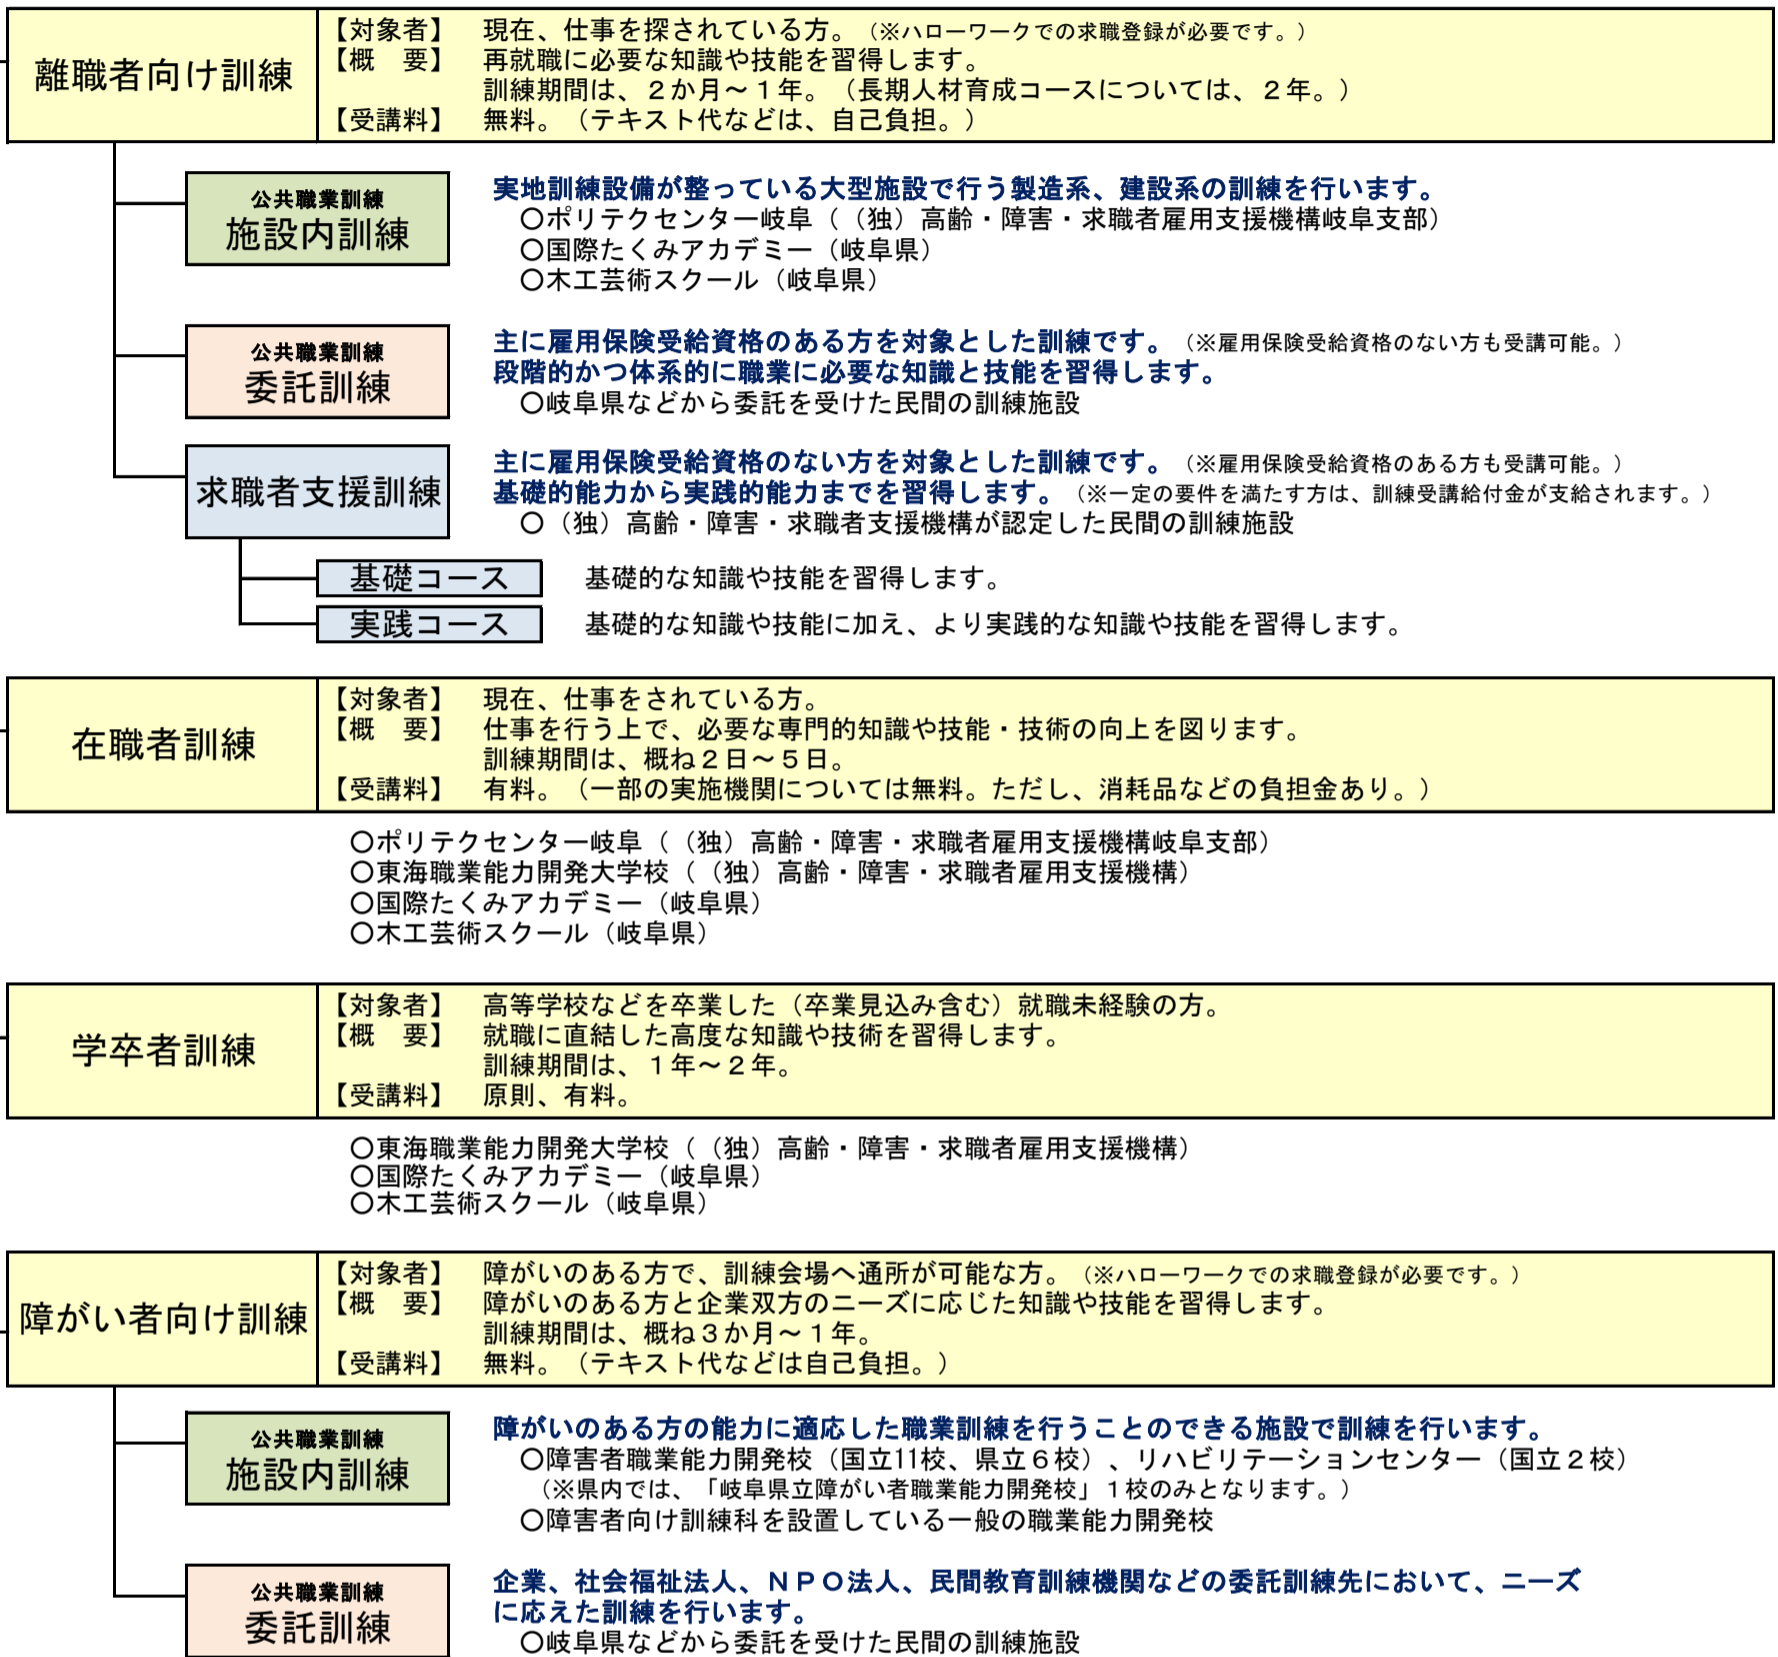 離職者向け訓練
【対象者】　現在、仕事を探されている方。（※ハローワークでの求職登録が必要です。）
【概　要】　再就職に必要な知識や技能を習得します。
訓練期間は、２か月～１年。（長期人材育成コースについては、２年。）
【受講料】　無料。（テキスト代などは、自己負担。）
公共職業訓練
施設内訓練
実地訓練設備が整っている大型施設で行う製造系、建設系の訓練を行います。
〇ポリテクセンター岐阜（（独）高齢・障害・求職者雇用支援機構岐阜支部）
〇国際たくみアカデミー（岐阜県）
〇木工芸術スクール（岐阜県）
公共職業訓練
委託訓練
主に雇用保険受給資格のある方を対象とした訓練です。（※雇用保険受給資格のない方も受講可能。）
段階的かつ体系的に職業に必要な知識と技能を習得します。
〇岐阜県などから委託を受けた民間の訓練施設
求職者支援訓練
主に雇用保険受給資格のない方を対象とした訓練です。（※雇用保険受給資格のある方も受講可能。）
基礎的能力から実践的能力までを習得します。（※一定の要件を満たす方は、訓練受講給付金が支給されます。）
〇（独）高齢・障害・求職者支援機構が認定した民間の訓練施設
基礎コース　基礎的な知識や技能を習得します。
実践コース　基礎的な知識や技能に加え、より実践的な知識や技能を習得します。
在職者訓練
【対象者】　現在、仕事をされている方。
【概　要】　仕事を行う上で、必要な専門的知識や技能・技術の向上を図ります。
訓練期間は、概ね２日～５日。
【受講料】　有料。（一部の実施機関については無料。ただし、消耗品などの負担金あり。）
〇ポリテクセンター岐阜（（独）高齢・障害・求職者雇用支援機構岐阜支部）
〇東海職業能力開発大学校（（独）高齢・障害・求職者雇用支援機構）
〇国際たくみアカデミー（岐阜県）
〇木工芸術スクール（岐阜県）
学卒者訓練
【対象者】　高等学校などを卒業した（卒業見込み含む）就職未経験の方。
【概　要】　就職に直結した高度な知識や技術を習得します。
訓練期間は、１年～２年。
【受講料】　原則、有料。
〇東海職業能力開発大学校（（独）高齢・障害・求職者雇用支援機構）
〇国際たくみアカデミー（岐阜県）
〇木工芸術スクール（岐阜県）
障がい者向け訓練
【対象者】　障がいのある方で、訓練会場へ通所が可能な方。（※ハローワークでの求職登録が必要です。）
【概　要】　障がいのある方と企業双方のニーズに応じた知識や技能を習得します。
訓練期間は、概ね３か月～１年。
【受講料】　無料。（テキスト代などは自己負担。）
公共職業訓練
施設内訓練
障がいのある方の能力に適応した職業訓練を行うことのできる施設で訓練を行います。
〇障害者職業能力開発校（国立11校、県立６校）、リハビリテーションセンター（国立２校）
（※県内では、「岐阜県立障がい者職業能力開発校」１校のみとなります。）
〇障害者向け訓練科を設置している一般の職業能力開発校
公共職業訓練
委託訓練
企業、社会福祉法人、ＮＰＯ法人、民間教育訓練機関などの委託訓練先において、ニーズ
に応えた訓練を行います。
〇岐阜県などから委託を受けた民間の訓練施設